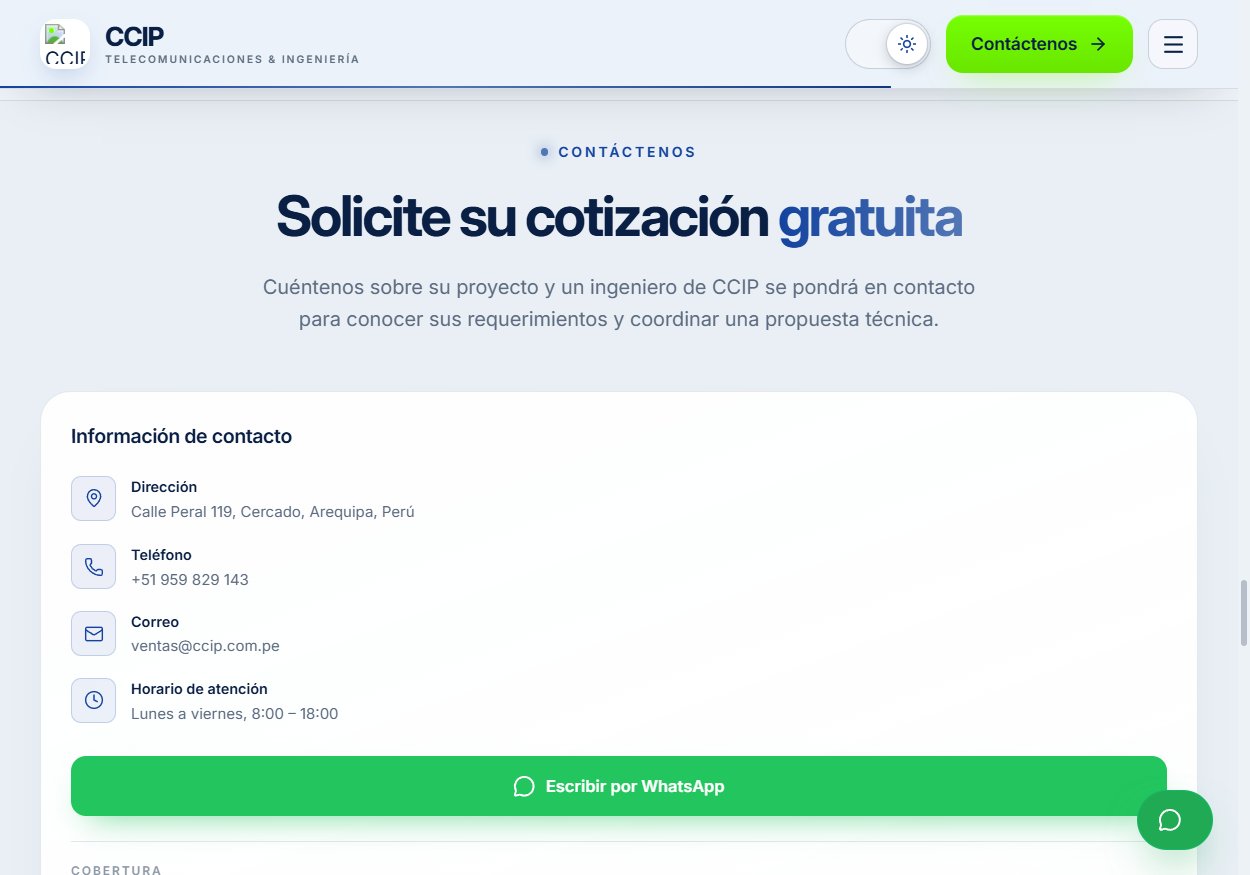 CCIP
CCIP
TELECOMUNICACIONES & INGENIERÍA
Contáctenos
CONTÁCTENOS
Solicite su cotización gratuita
Cuéntenos sobre su proyecto y un ingeniero de CCIP se pondrá en contacto
para conocer sus requerimientos y coordinar una propuesta técnica.
Información de contacto
Dirección
Calle Peral 119, Cercado, Arequipa, Perú
Teléfono
+51 959 829 143
Correo
ventas@ccip.com.pe
Horario de atención
Lunes a viernes, 8:00 – 18:00
Escribir por WhatsApp
COBERTURA